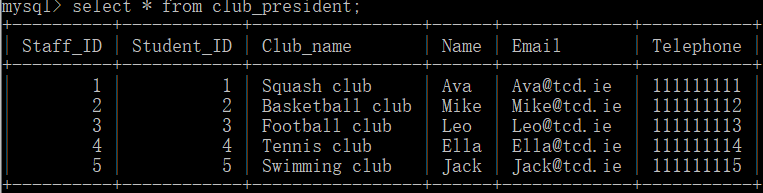 mysql> select * from club_president;
+----------+------------+-----------------+------+-------------+-----------+
| Staff_ID | Student_ID | Club_name       | Name | Email       | Telephone |
+----------+------------+-----------------+------+-------------+-----------+
|        1 |          1 | Squash club     | Ava  | Ava@tcd.ie  | 111111111 |
|        2 |          2 | Basketball club | Mike | Mike@tcd.ie | 111111112 |
|        3 |          3 | Football club   | Leo  | Leo@tcd.ie  | 111111113 |
|        4 |          4 | Tennis club     | Ella | Ella@tcd.ie | 111111114 |
|        5 |          5 | Swimming club   | Jack | Jack@tcd.ie | 111111115 |
+----------+------------+-----------------+------+-------------+-----------+